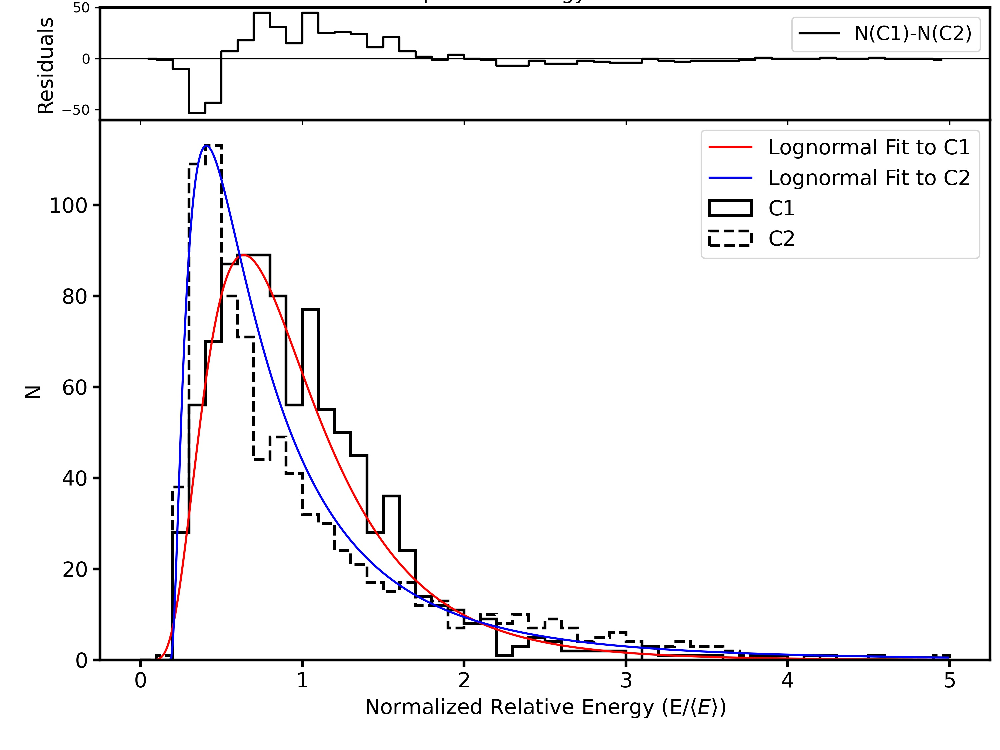 50
0
−50
Residuals
N(C1)-N(C2)
Lognormal Fit to C1
Lognormal Fit to C2
C1
C2
100
80
60
40
20
0
N
0 1 2 3 4 5
Normalized Relative Energy (E/⟨E⟩)